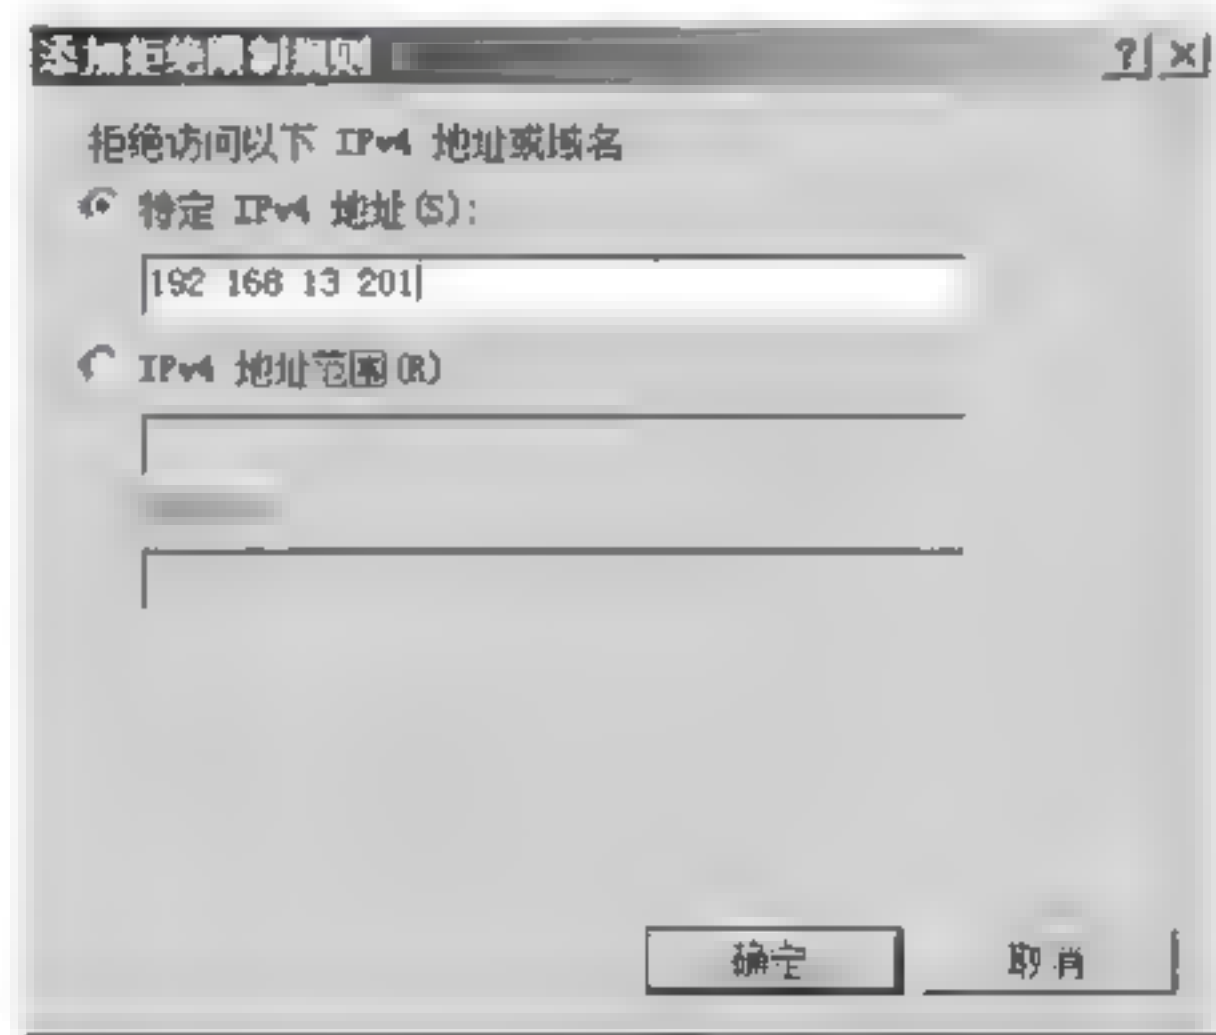 添加拒绝限制规则
拒绝访问以下 IPv4 地址或域名
特定 IPv4 地址(S):
192 168 13 201
IPv4 地址范围(R)
确定 取消